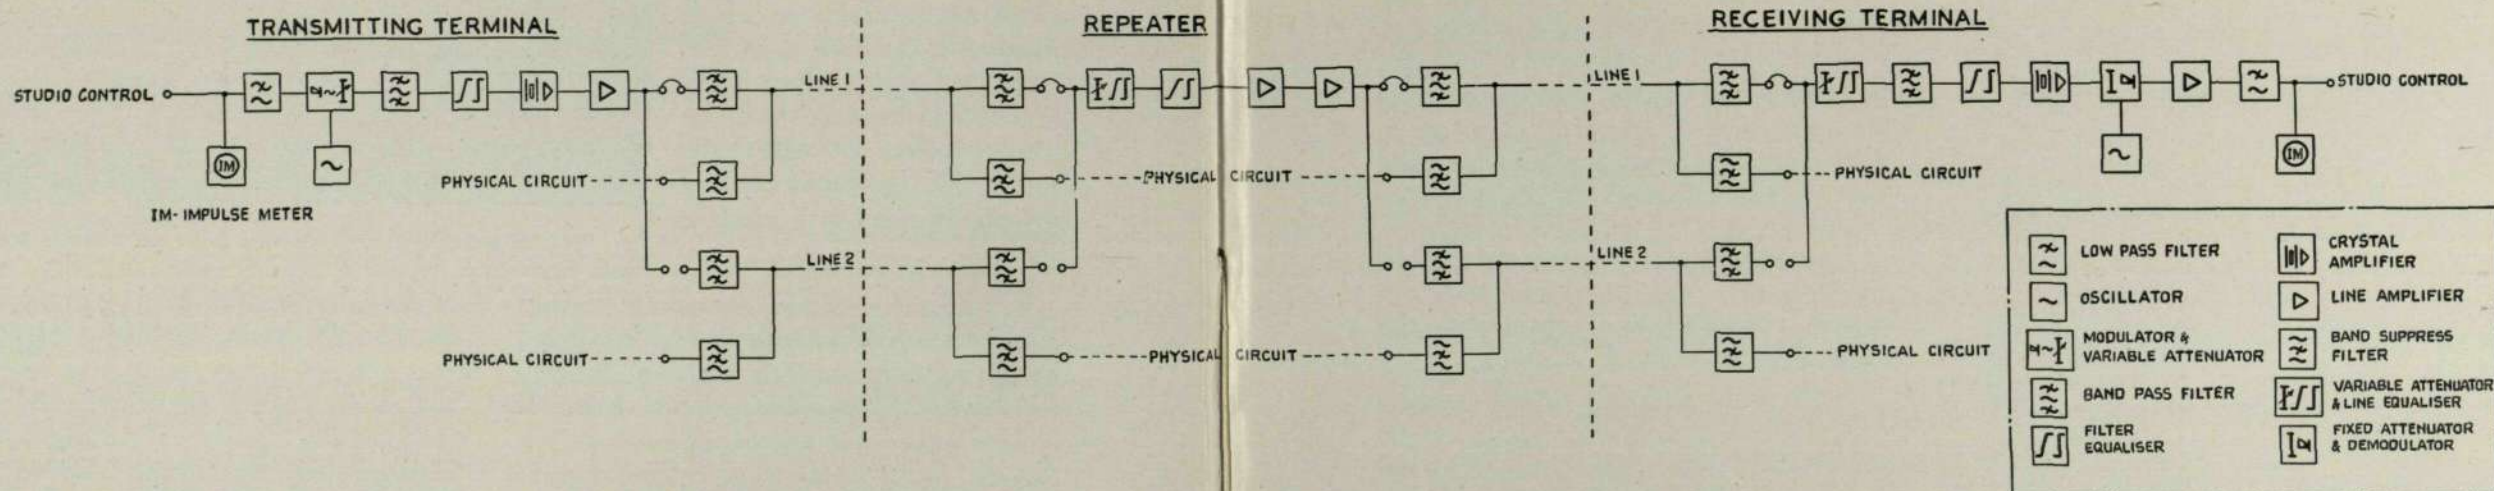 TRANSMITTING TERMINAL
REPEATER
RECEIVING TERMINAL
STUDIO CONTROL
LINE 1
LINE 1
STUDIO CONTROL
IM
IM
PHYSICAL CIRCUIT
PHYSICAL CIRCUIT
PHYSICAL CIRCUIT
IM-IMPULSE METER
LINE 2
LINE 2
PHYSICAL CIRCUIT
PHYSICAL CIRCUIT
PHYSICAL CIRCUIT
LOW PASS FILTER
OSCILLATOR
MODULATOR &
VARIABLE ATTENUATOR
BAND PASS FILTER
FILTER
EQUALISER
CRYSTAL
AMPLIFIER
LINE AMPLIFIER
BAND SUPPRESS
FILTER
VARIABLE ATTENUATOR
& LINE EQUALISER
FIXED ATTENUATOR
& DEMODULATOR